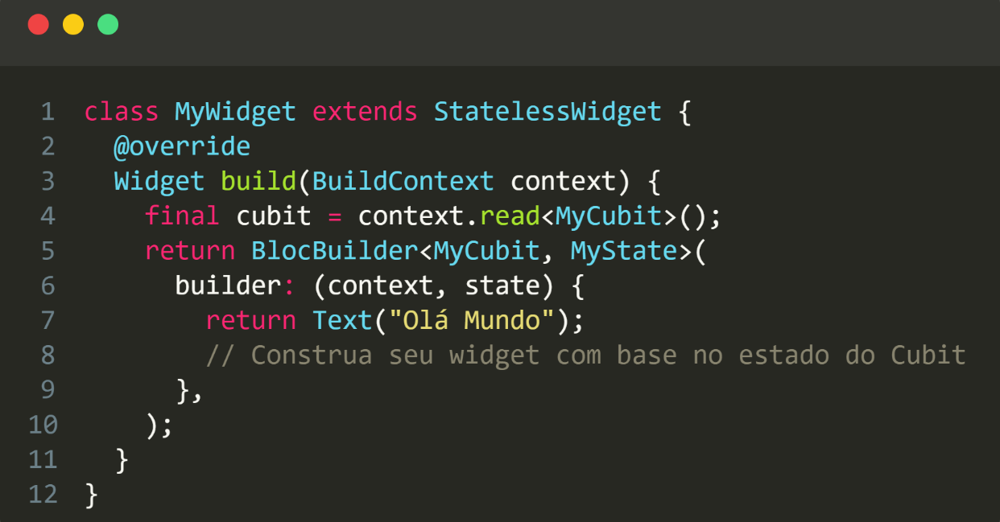 1 class MyWidget extends StatelessWidget {
2   @override
3   Widget build(BuildContext context) {
4     final cubit = context.read<MyCubit>();
5     return BlocBuilder<MyCubit, MyState>(
6       builder: (context, state) {
7         return Text("Olá Mundo");
8         // Construa seu widget com base no estado do Cubit
9       },
10     );
11   }
12 }